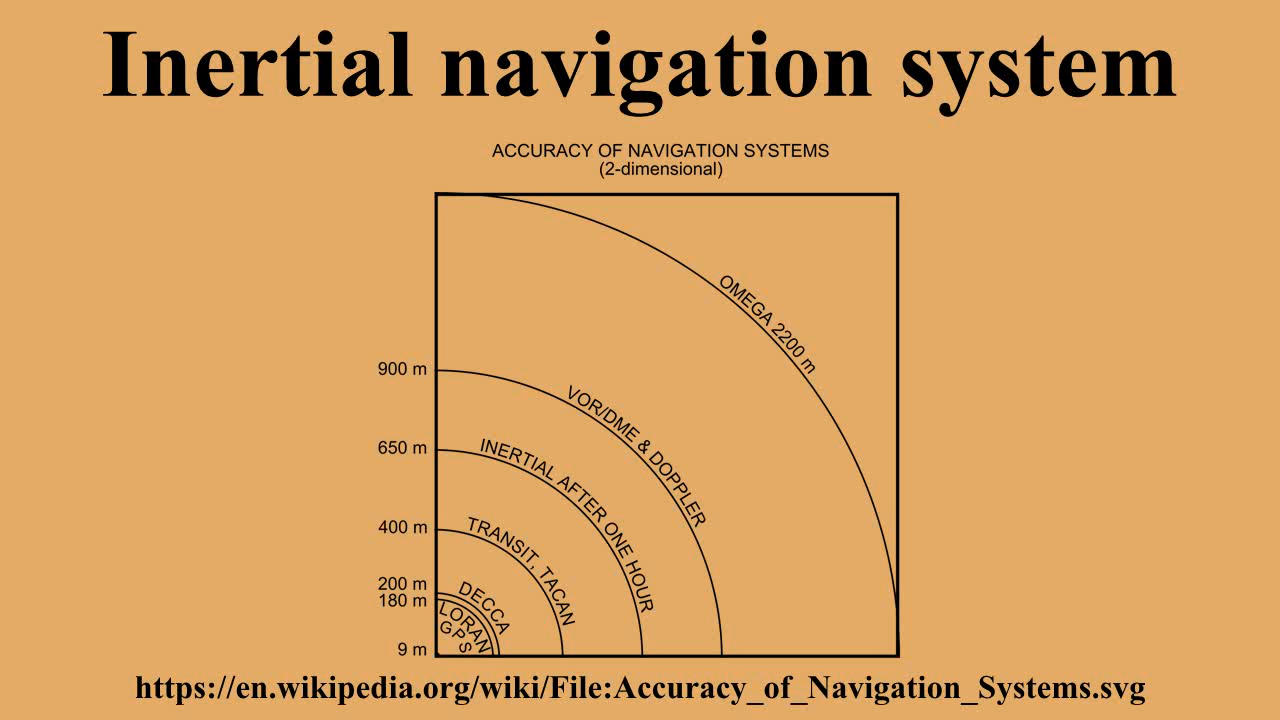 Inertial navigation system
ACCURACY OF NAVIGATION SYSTEMS
(2-dimensional)
OMEGA 2200 m
900 m
VOR/DME & DOPPLER
650 m
INERTIAL AFTER ONE HOUR
400 m
TRANSIT, TACAN
200 m
DECCA
180 m
LORAN
GPS
9 m
https://en.wikipedia.org/wiki/File:Accuracy_of_Navigation_Systems.svg